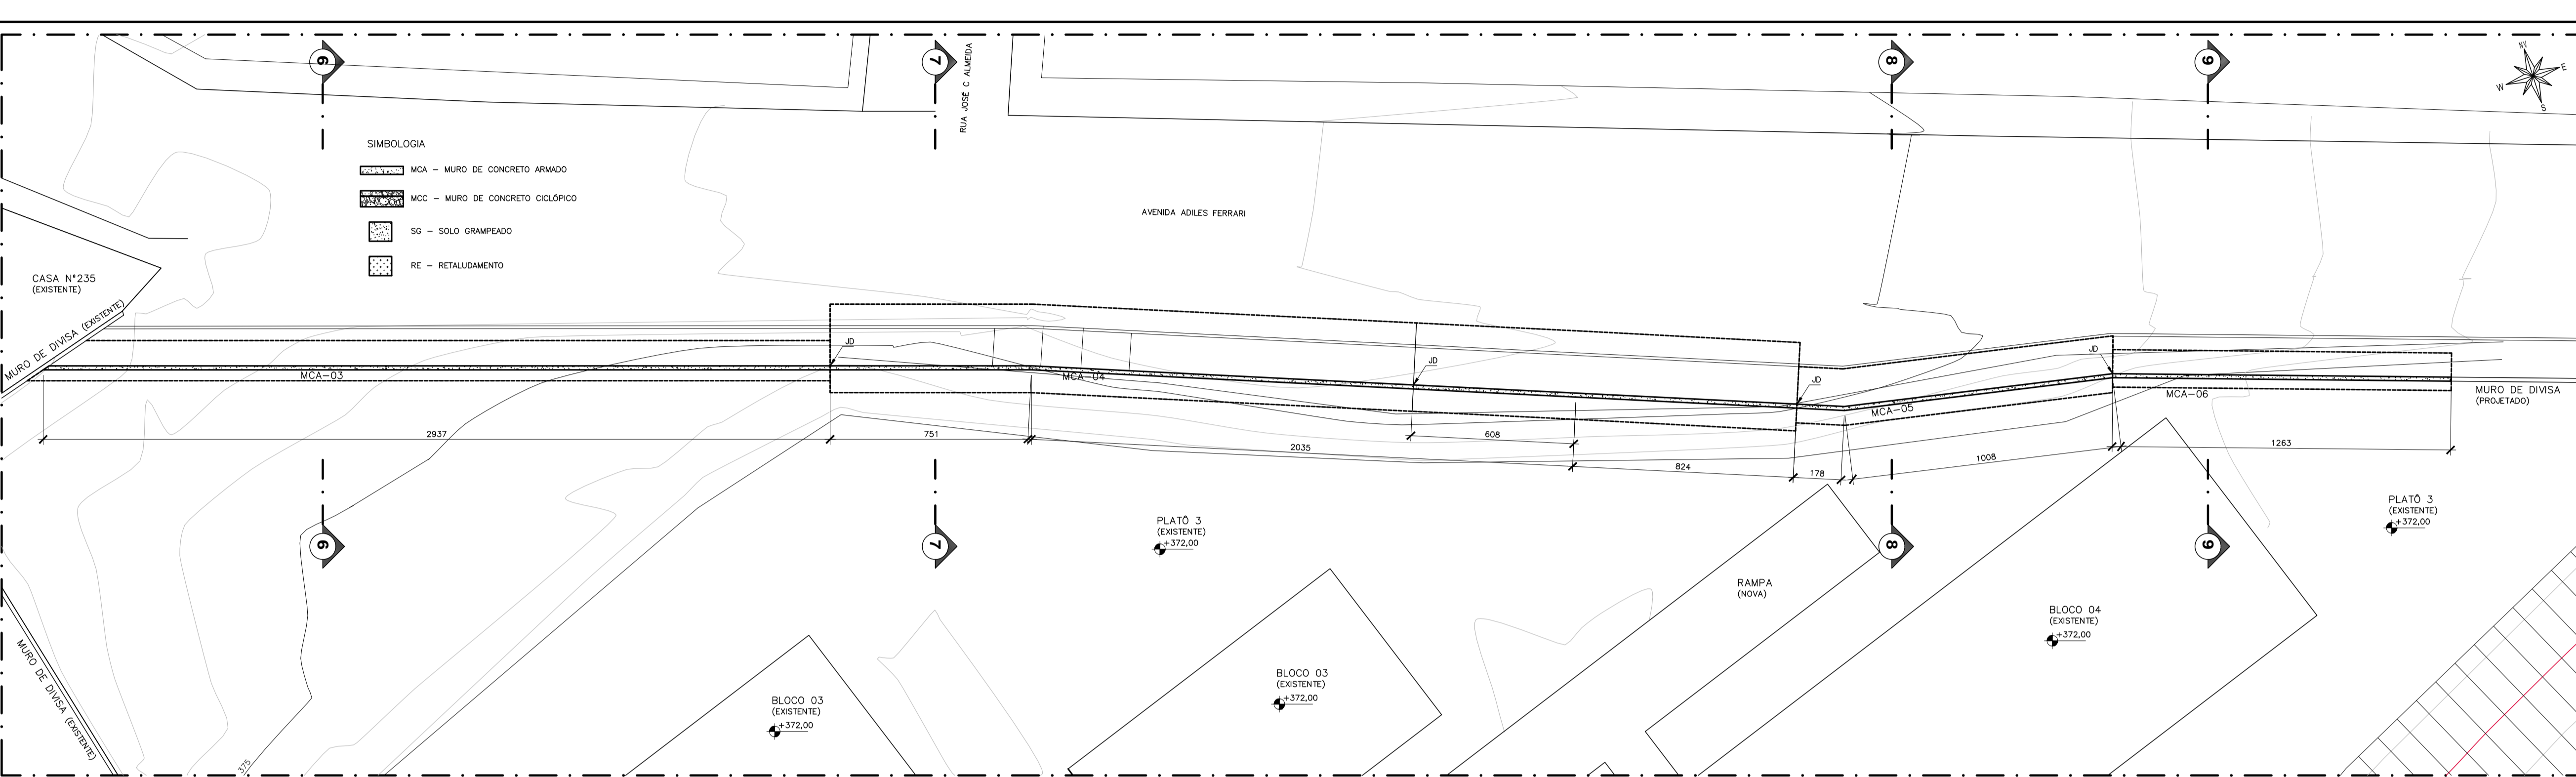 6
7
RUA JOSÉ C ALMEIDA
8
9
NV
E
W
S
SIMBOLOGIA
MCA – MURO DE CONCRETO ARMADO
MCC – MURO DE CONCRETO CICLÓPICO
SG – SOLO GRAMPEADO
RE – RETALUDAMENTO
AVENIDA ADILES FERRARI
CASA N°235
(EXISTENTE)
MURO DE DIVISA (EXISTENTE)
MCA-03
JD
MCA-04
JD
JD
MCA-05
JD
MCA-06
MURO DE DIVISA
(PROJETADO)
2937
751
2035
608
824
178
1008
1263
PLATÔ 3
(EXISTENTE)
+372,00
PLATÔ 3
(EXISTENTE)
+372,00
6
7
8
9
RAMPA
(NOVA)
BLOCO 04
(EXISTENTE)
+372,00
BLOCO 03
(EXISTENTE)
+372,00
BLOCO 03
(EXISTENTE)
+372,00
MURO DE DIVISA (EXISTENTE)
375